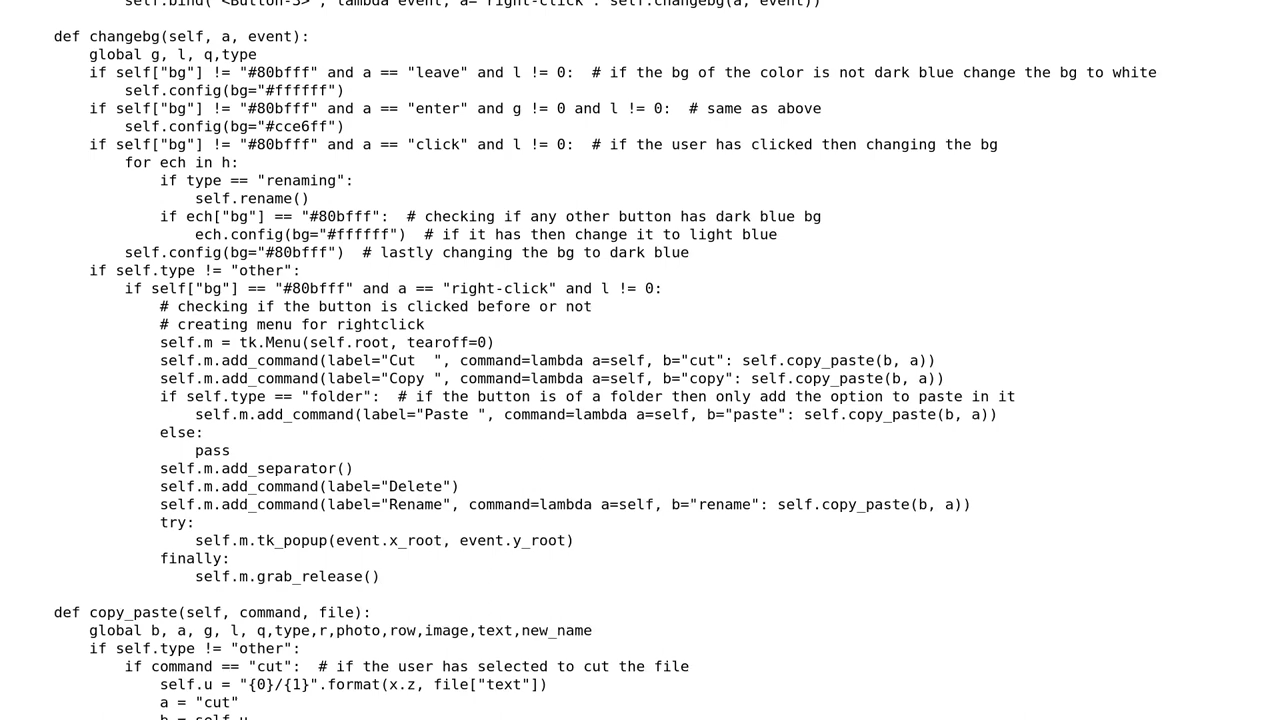 self.bind("<Button-3>", lambda event, a="right-click": self.changebg(a, event))
def changebg(self, a, event):
global g, l, q,type
if self["bg"] != "#80bfff" and a == "leave" and l != 0:  # if the bg of the color is not dark blue change the bg to white
self.config(bg="#ffffff")
if self["bg"] != "#80bfff" and a == "enter" and g != 0 and l != 0:  # same as above
self.config(bg="#cce6ff")
if self["bg"] != "#80bfff" and a == "click" and l != 0:  # if the user has clicked then changing the bg
for ech in h:
if type == "renaming":
self.rename()
if ech["bg"] == "#80bfff":  # checking if any other button has dark blue bg
ech.config(bg="#ffffff")  # if it has then change it to light blue
self.config(bg="#80bfff")  # lastly changing the bg to dark blue
if self.type != "other":
if self["bg"] == "#80bfff" and a == "right-click" and l != 0:
# checking if the button is clicked before or not
# creating menu for rightclick
self.m = tk.Menu(self.root, tearoff=0)
self.m.add_command(label="Cut  ", command=lambda a=self, b="cut": self.copy_paste(b, a))
self.m.add_command(label="Copy ", command=lambda a=self, b="copy": self.copy_paste(b, a))
if self.type == "folder":  # if the button is of a folder then only add the option to paste in it
self.m.add_command(label="Paste ", command=lambda a=self, b="paste": self.copy_paste(b, a))
else:
pass
self.m.add_separator()
self.m.add_command(label="Delete")
self.m.add_command(label="Rename", command=lambda a=self, b="rename": self.copy_paste(b, a))
try:
self.m.tk_popup(event.x_root, event.y_root)
finally:
self.m.grab_release()
def copy_paste(self, command, file):
global b, a, g, l, q,type,r,photo,row,image,text,new_name
if self.type != "other":
if command == "cut":  # if the user has selected to cut the file
self.u = "{0}/{1}".format(x.z, file["text"])
a = "cut"
b = self.u